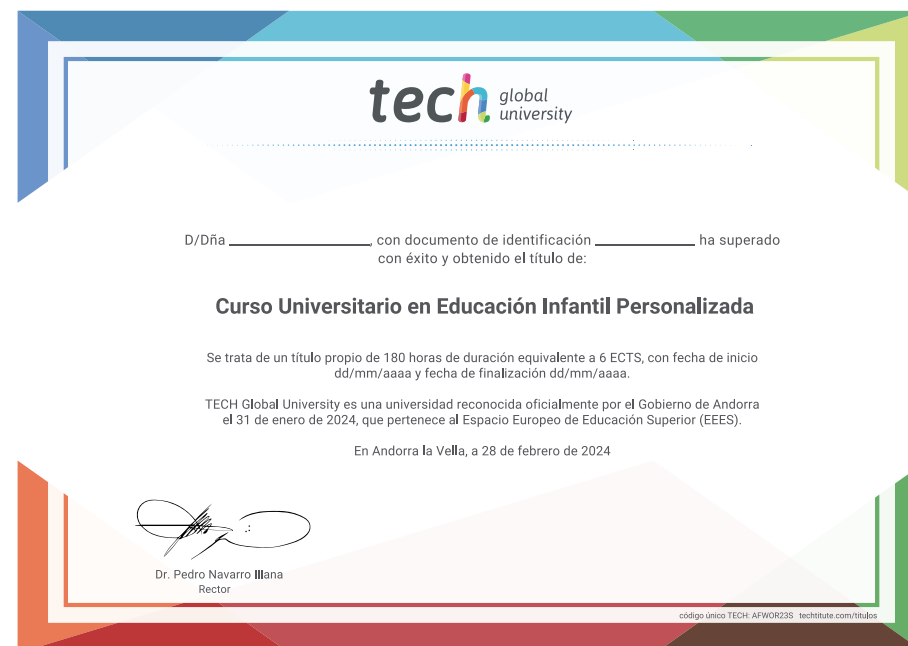 tech global university
D/Dña ____________________, con documento de identificación ______________ ha superado
con éxito y obtenido el título de:
Curso Universitario en Educación Infantil Personalizada
Se trata de un título propio de 180 horas de duración equivalente a 6 ECTS, con fecha de inicio
dd/mm/aaaa y fecha de finalización dd/mm/aaaa.
TECH Global University es una universidad reconocida oficialmente por el Gobierno de Andorra
el 31 de enero de 2024, que pertenece al Espacio Europeo de Educación Superior (EEES).
En Andorra la Vella, a 28 de febrero de 2024
Dr. Pedro Navarro Illana
Rector
código único TECH: AFWOR23S techtitute.com/titulos